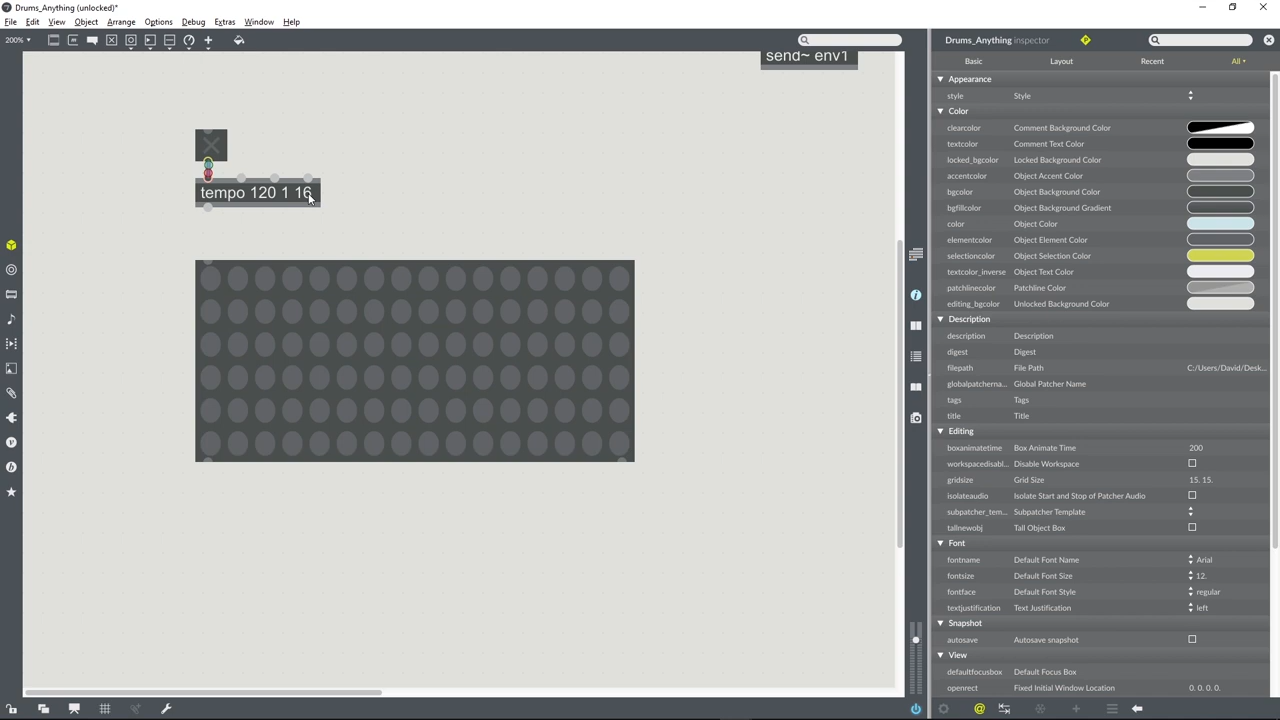 Drums_Anything (unlocked)*
File Edit View Object Arrange Options Debug Extras Window Help
200%
Drums_Anything inspector
Basic Layout Recent All
send~ env1
tempo 120 1 16
Appearance
style Style
Color
clearcolor Comment Background Color
textcolor Comment Text Color
locked_bgcolor Locked Background Color
accentcolor Object Accent Color
bgcolor Object Background Color
bgfillcolor Object Background Gradient
color Object Color
elementcolor Object Element Color
selectioncolor Object Selection Color
textcolor_inverse Object Text Color
patchlinecolor Patchline Color
editing_bgcolor Unlocked Background Color
Description
description Description
digest Digest
filepath File Path C:/Users/David/Desk...
globalpatcherna... Global Patcher Name
tags Tags
title Title
Editing
boxanimatetime Box Animate Time 200
workspacedisabl... Disable Workspace
gridsize Grid Size 15. 15.
isolateaudio Isolate Start and Stop of Patcher Audio
subpatcher_tem... Subpatcher Template
tallnewobj Tall Object Box
Font
fontname Default Font Name Arial
fontsize Default Font Size 12.
fontface Default Font Style regular
textjustification Text Justification left
Snapshot
autosave Autosave snapshot
View
defaultfocusbox Default Focus Box
openrect Fixed Initial Window Location 0. 0. 0. 0.